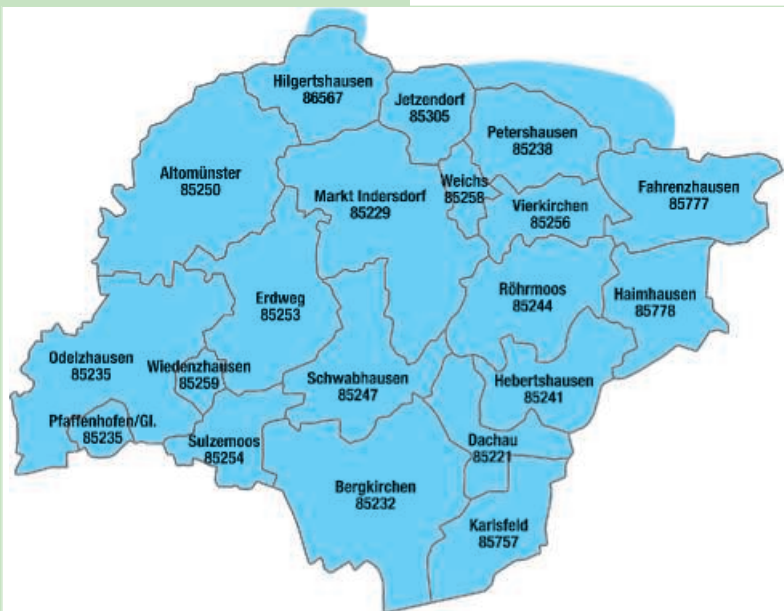 Hilgertshausen
86567
Jetzendorf
85305
Petershausen
85238
Altomünster
85250
Markt Indersdorf
85229
Weichs
85258
Vierkirchen
85256
Fahrenzhausen
85777
Erdweg
85253
Röhrmoos
85244
Haimhausen
85778
Odelzhausen
85235
Wiedenzhausen
85259
Schwabhausen
85247
Hebertshausen
85241
Pfaffenhofen/Gl.
85235
Sulzemoos
85254
Dachau
85221
Bergkirchen
85232
Karlsfeld
85757